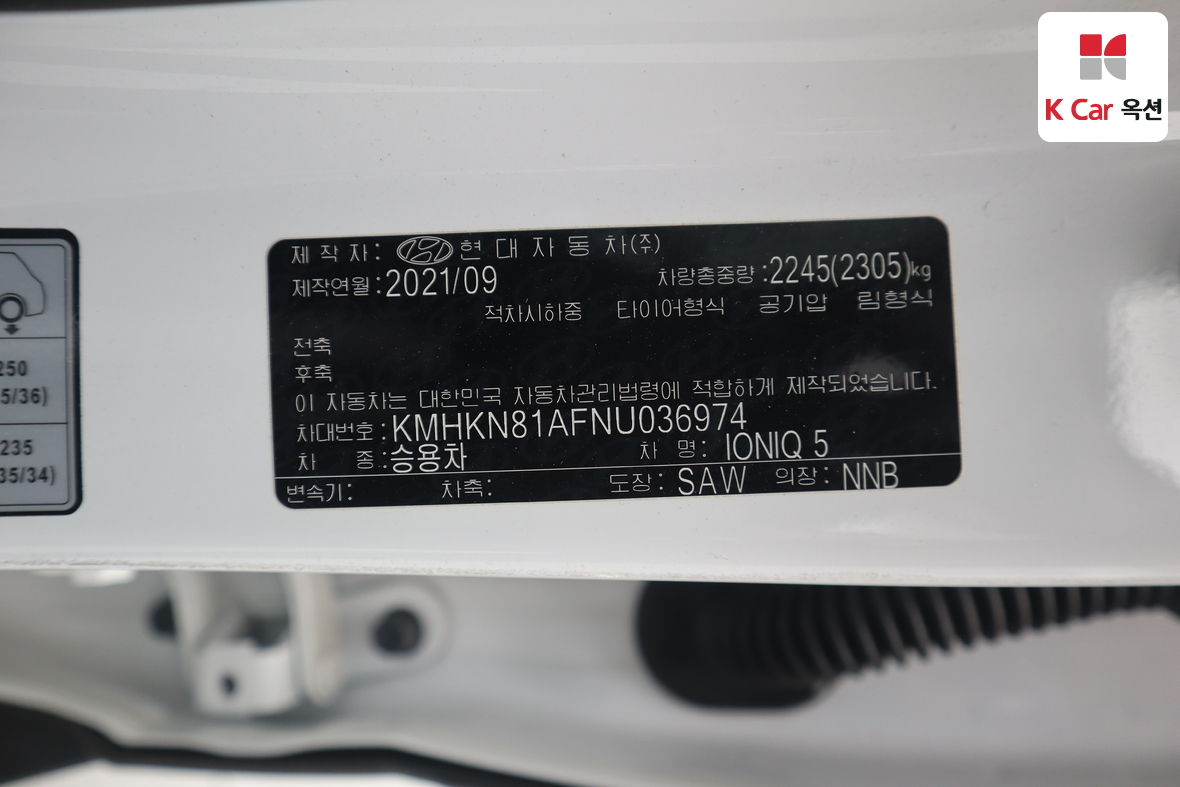 K Car 옥션
250
5/36)
235
35/34)
제 작 자 : 현 대 자 동 차(주)
제작연월 : 2021/09 차량총중량 : 2245(2305)kg
적차시하중 타이어형식 공기압 림형식
전축
후축
이 자동차는 대한민국 자동차관리법령에 적합하게 제작되었습니다.
차대번호 : KMHKN81AFNU036974
차 종 : 승용차 차 명 : IONIQ 5
변속기 : 차축 : 도장 : SAW 의장 : NNB